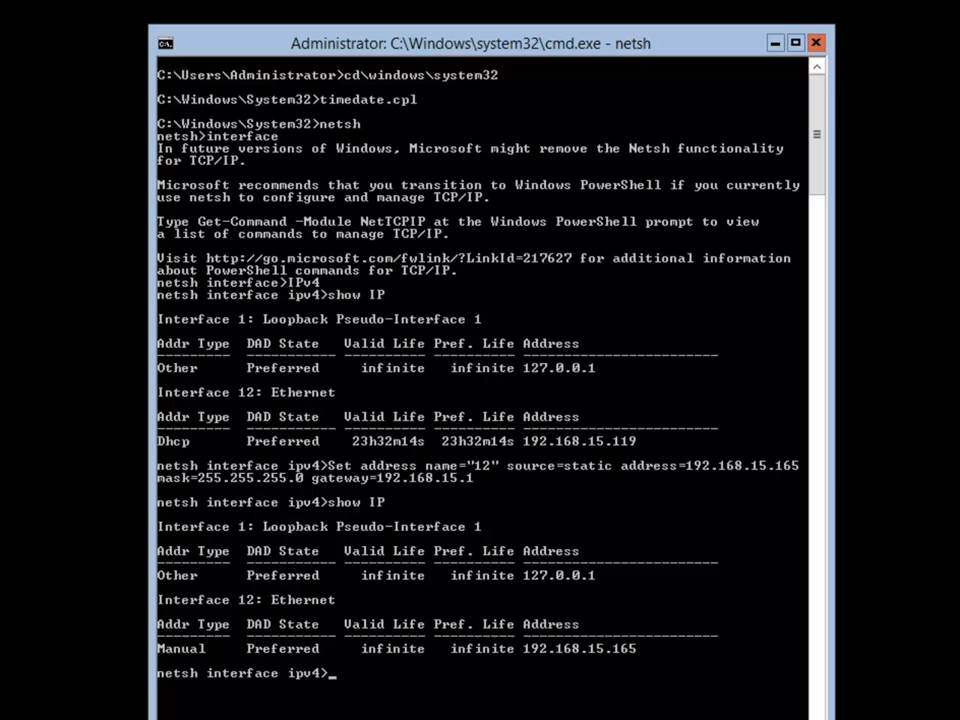 Administrator: C:\Windows\system32\cmd.exe - netsh
C:\Users\Administrator>cd\windows\system32
C:\Windows\System32>timedate.cpl
C:\Windows\System32>netsh
netsh>interface
In future versions of Windows, Microsoft might remove the Netsh functionality
for TCP/IP.
Microsoft recommends that you transition to Windows PowerShell if you currently
use netsh to configure and manage TCP/IP.
Type Get-Command -Module NetTCPIP at the Windows PowerShell prompt to view
a list of commands to manage TCP/IP.
Visit http://go.microsoft.com/fwlink/?LinkId=217627 for additional information
about PowerShell commands for TCP/IP.
netsh interface>IPv4
netsh interface ipv4>show IP
Interface 1: Loopback Pseudo-Interface 1
Addr Type  DAD State   Valid Life Pref. Life Address
---------  ----------- ---------- ---------- ------------------------
Other      Preferred     infinite   infinite 127.0.0.1
Interface 12: Ethernet
Addr Type  DAD State   Valid Life Pref. Life Address
---------  ----------- ---------- ---------- ------------------------
Dhcp       Preferred    23h32m14s  23h32m14s 192.168.15.119
netsh interface ipv4>Set address name="12" source=static address=192.168.15.165
mask=255.255.255.0 gateway=192.168.15.1
netsh interface ipv4>show IP
Interface 1: Loopback Pseudo-Interface 1
Addr Type  DAD State   Valid Life Pref. Life Address
---------  ----------- ---------- ---------- ------------------------
Other      Preferred     infinite   infinite 127.0.0.1
Interface 12: Ethernet
Addr Type  DAD State   Valid Life Pref. Life Address
---------  ----------- ---------- ---------- ------------------------
Manual     Preferred     infinite   infinite 192.168.15.165
netsh interface ipv4>_